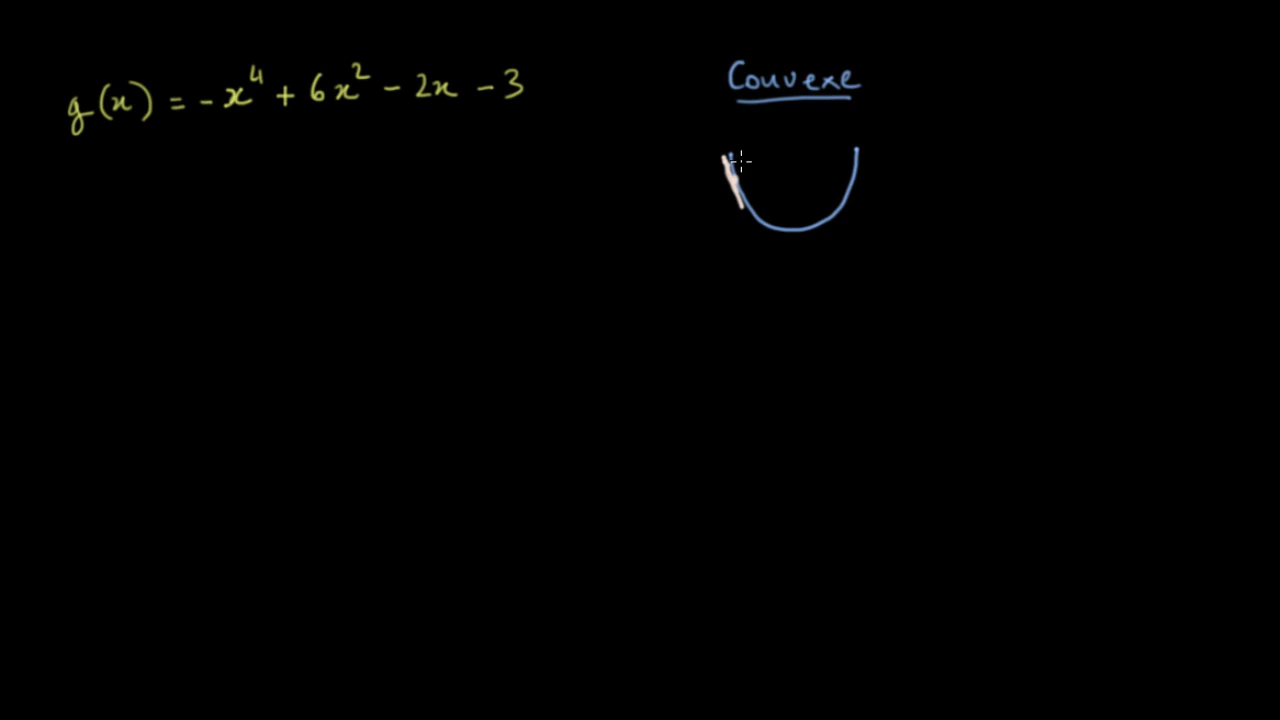 g(x) = -x⁴ + 6x² - 2x - 3
Convexe